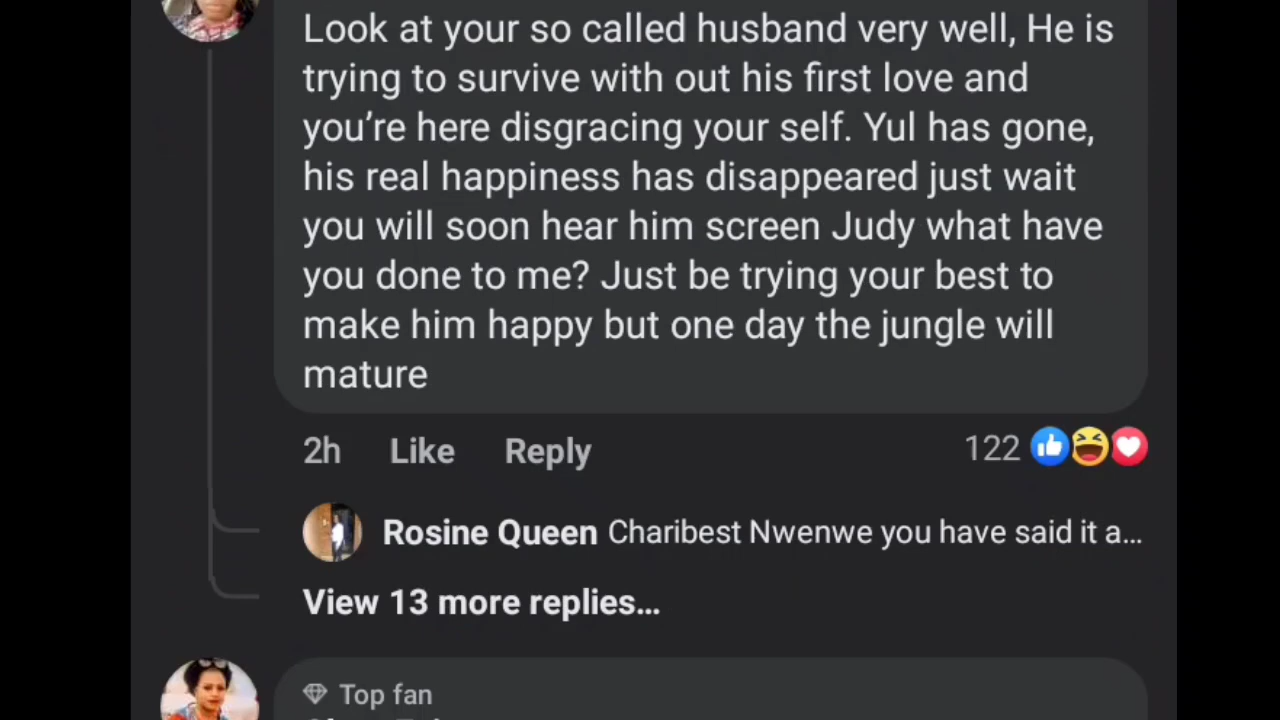 Look at your so called husband very well, He is
trying to survive with out his first love and
you're here disgracing your self. Yul has gone,
his real happiness has disappeared just wait
you will soon hear him screen Judy what have
you done to me? Just be trying your best to
make him happy but one day the jungle will
mature
2h Like Reply 122
Rosine Queen Charibest Nwenwe you have said it a...
View 13 more replies...
Top fan